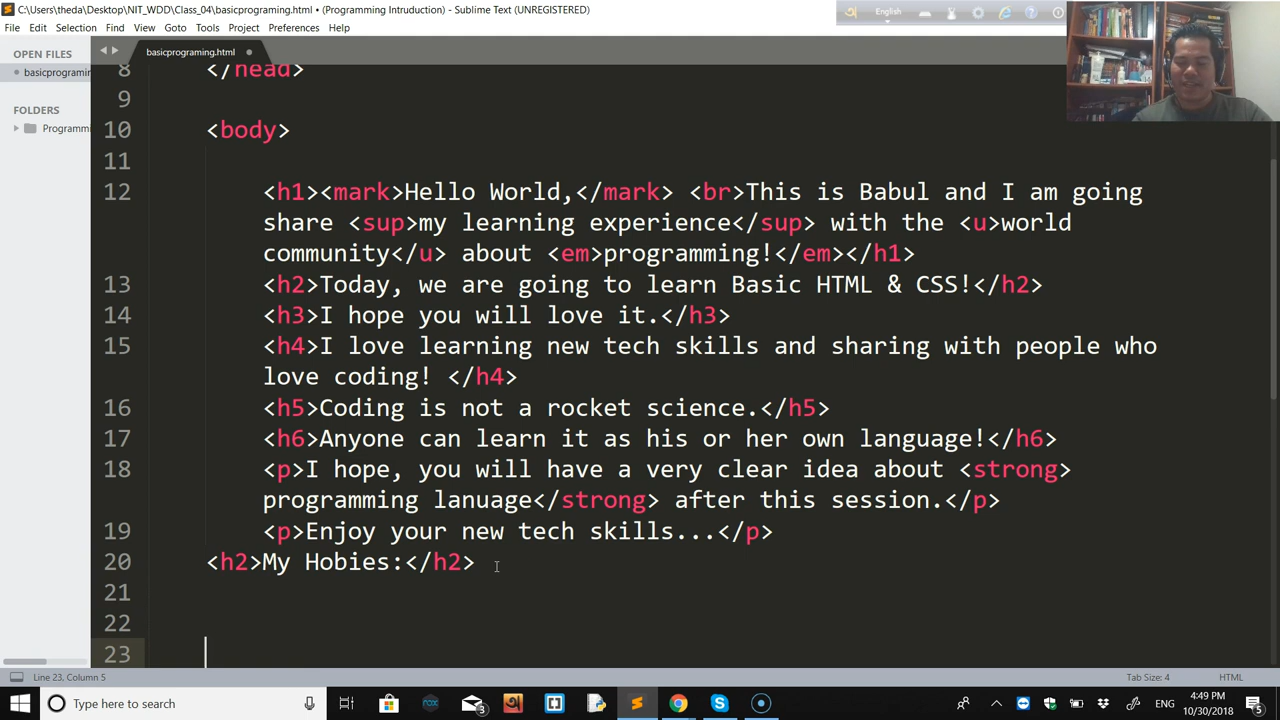 C:\Users\theda\Desktop\NIT_WDD\Class_04\basicprograming.html • (Programming Intruduction) - Sublime Text (UNREGISTERED)
English
File Edit Selection Find View Goto Tools Project Preferences Help
OPEN FILES
basicprograming
FOLDERS
Programm
basicprograming.html
8 </head>
9
10 <body>
11
12 <h1><mark>Hello World,</mark> <br>This is Babul and I am going
share <sup>my learning experience</sup> with the <u>world
community</u> about <em>programming!</em></h1>
13 <h2>Today, we are going to learn Basic HTML & CSS!</h2>
14 <h3>I hope you will love it.</h3>
15 <h4>I love learning new tech skills and sharing with people who
love coding! </h4>
16 <h5>Coding is not a rocket science.</h5>
17 <h6>Anyone can learn it as his or her own language!</h6>
18 <p>I hope, you will have a very clear idea about <strong>
programming lanuage</strong> after this session.</p>
19 <p>Enjoy your new tech skills...</p>
20 <h2>My Hobies:</h2>
21
22
23
Line 23, Column 5
Tab Size: 4
HTML
Type here to search
3
ENG
4:49 PM
10/30/2018
5